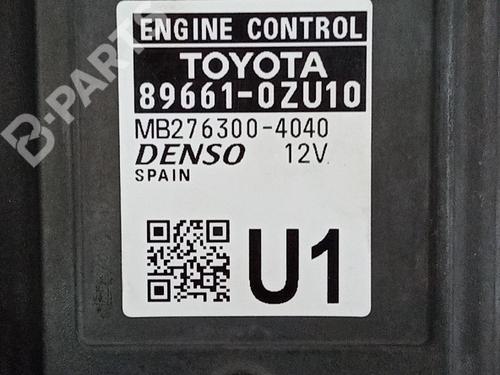 ENGINE CONTROL
TOYOTA
89661-0ZU10
MB276300-4040
DENSO 12V.
SPAIN
U1
B-PARTS